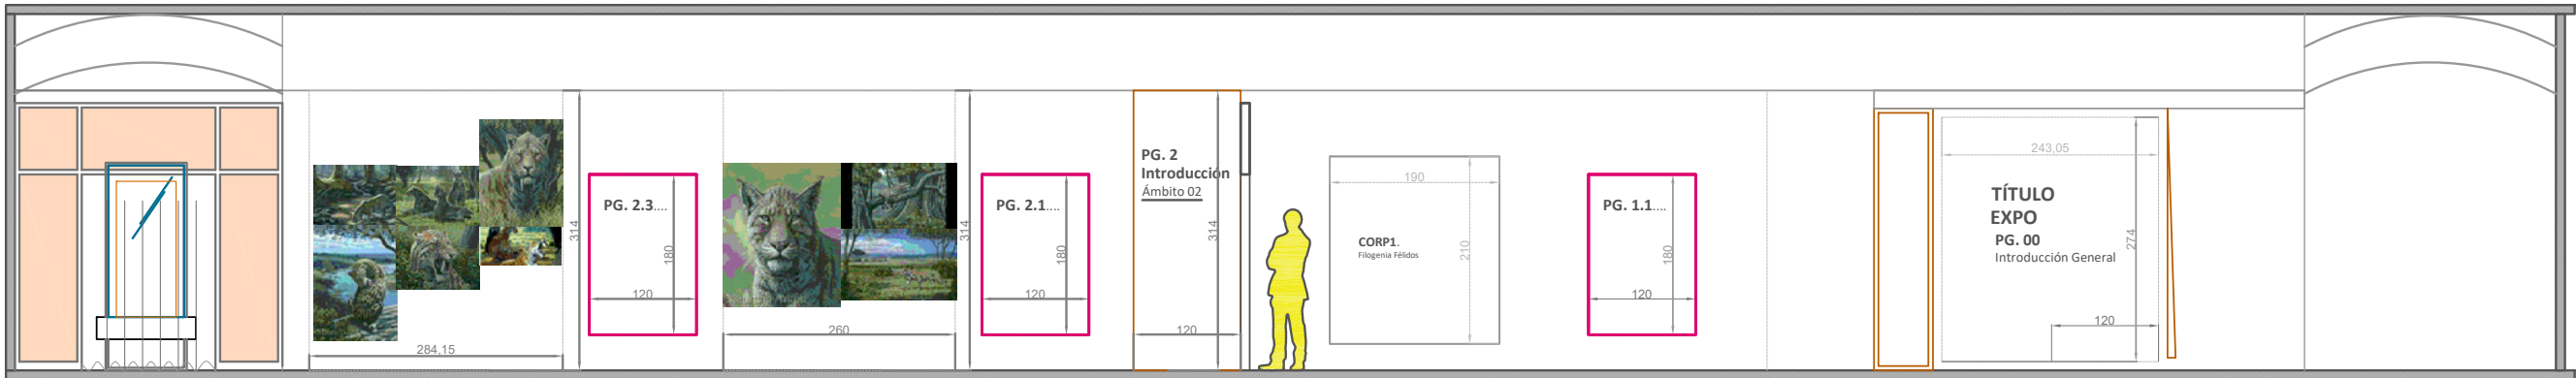 PG. 2.3....
314
180
120
284,15
260
PG. 2.1....
314
180
120
PG. 2
Introducción
Ámbito 02
314
120
190
210
CORP1.
Filogenia Félidos
PG. 1.1....
180
120
243,05
TÍTULO
EXPO
PG. 00
Introducción General
274
120